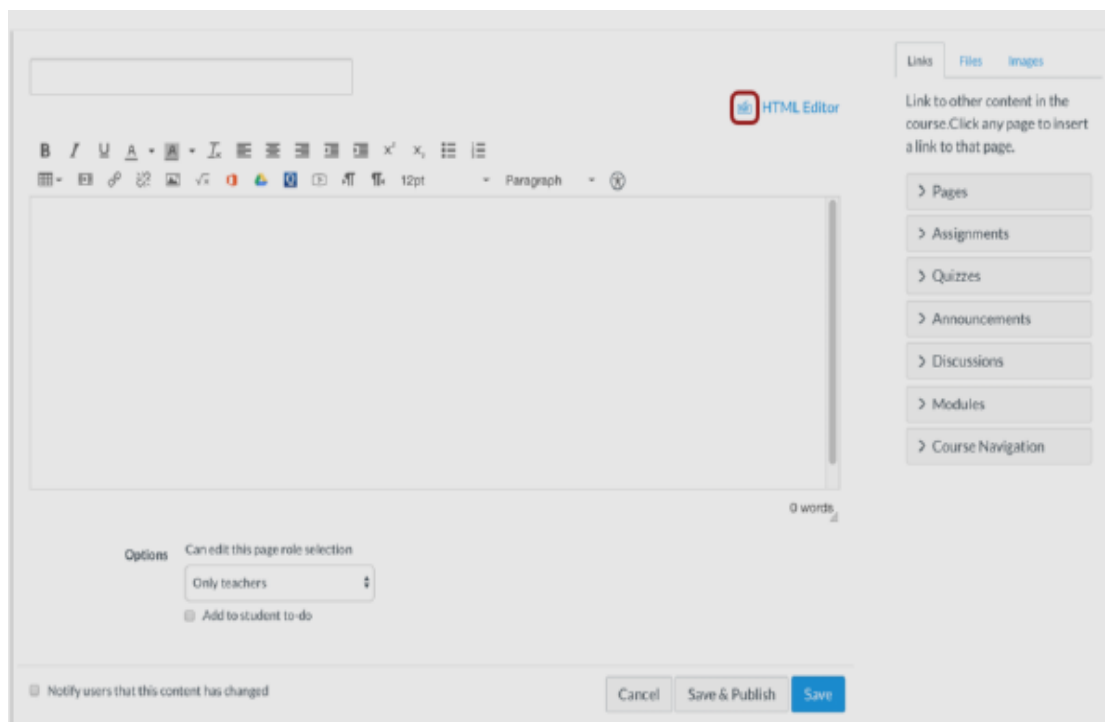 Links Files Images
HTML Editor
Link to other content in the
course.Click any page to insert
a link to that page.
B I U A A Ix x² x₂
12pt Paragraph
> Pages
> Assignments
> Quizzes
> Announcements
> Discussions
> Modules
> Course Navigation
0 words
Options Can edit this page role selection
Only teachers
Add to student to-do
Notify users that this content has changed
Cancel Save & Publish Save